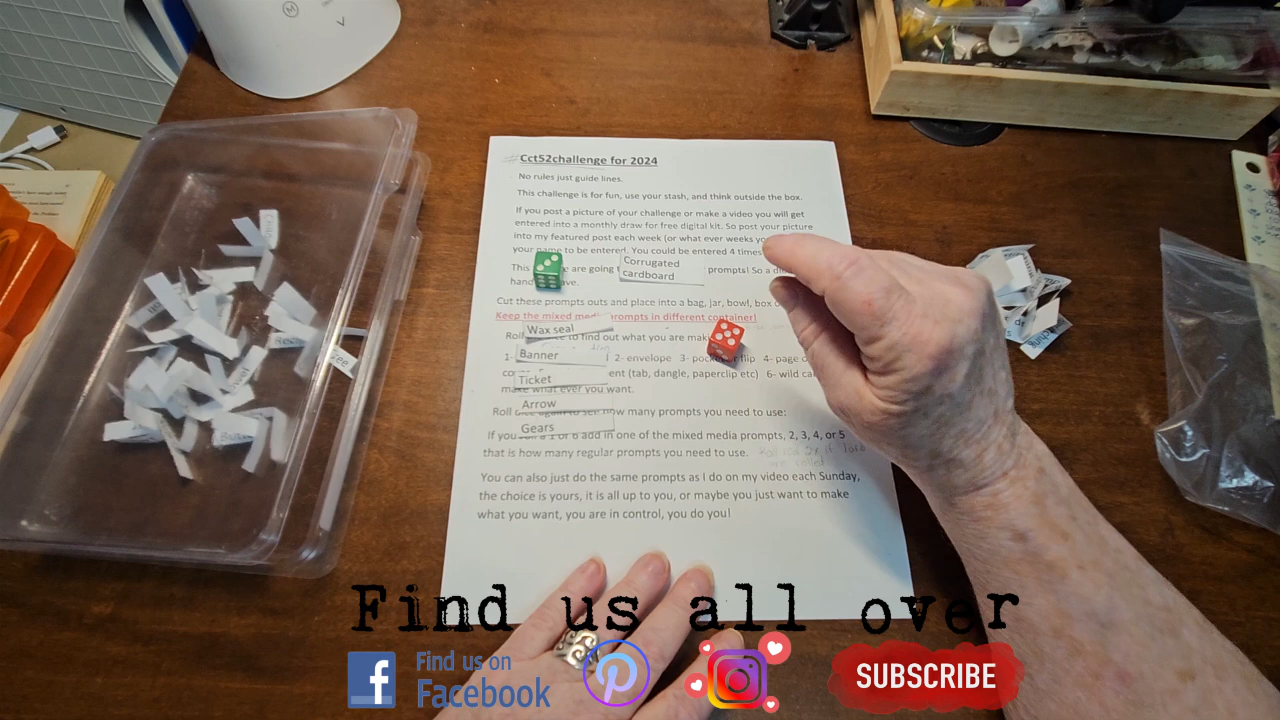 Cct52challenge for 2024
No rules just guide lines.
This challenge is for fun, use your stash, and think outside the box.
If you post a picture of your challenge or make a video you will get
entered into a monthly draw for free digital kit. So post your picture
into my featured post each week (or what ever weeks
your name to be entered. You could be entered 4 times
This are going prompts! So a
Corrugated
cardboard
Cut these prompts out and place into a bag, jar, bowl, box
Keep the mixed media prompts in different container!
Roll to find out what you are
Wax seal
1- 2- envelope 3- flip 4- page
Banner
(tab, dangle, paperclip etc) 6- wild
Ticket
make what ever you want.
Arrow
Roll again to see how many prompts you need to use:
Gears
If you 6 add in one of the mixed media prompts, 2, 3, 4, or 5
that is how many regular prompts you need to use.
You can also just do the same prompts as I do on my video each Sunday,
the choice is yours, it is all up to you, or maybe you just want to make
what you want, you are in control, you do you!
Find us all over
Find us on
Facebook
SUBSCRIBE